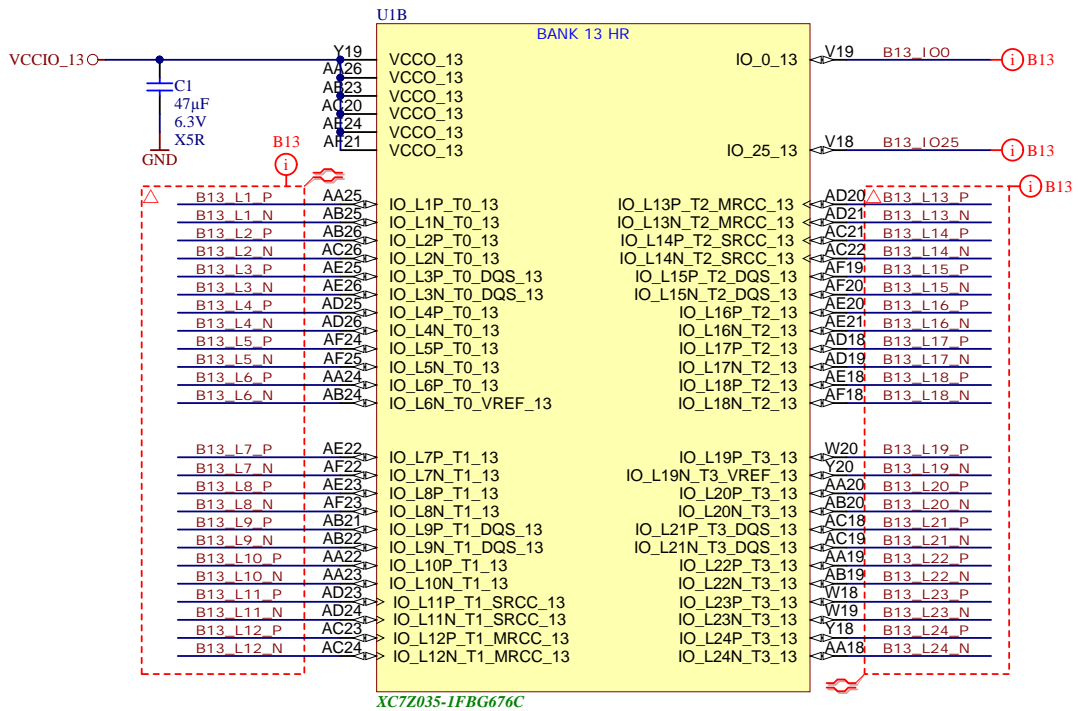 U1B
BANK 13 HR
VCCIO_13
Y19 VCCO_13 IO_0_13 V19 B13_IO0 i B13
AA26 VCCO_13
AB23 VCCO_13
AC20 VCCO_13
AE24 VCCO_13
AF21 VCCO_13 IO_25_13 V18 B13_IO25 i B13
C1
47µF
6.3V
X5R
GND
B13
i
i B13
B13_L1_P AA25 IO_L1P_T0_13 IO_L13P_T2_MRCC_13 AD20 B13_L13_P
B13_L1_N AB25 IO_L1N_T0_13 IO_L13N_T2_MRCC_13 AD21 B13_L13_N
B13_L2_P AB26 IO_L2P_T0_13 IO_L14P_T2_SRCC_13 AC21 B13_L14_P
B13_L2_N AC26 IO_L2N_T0_13 IO_L14N_T2_SRCC_13 AC22 B13_L14_N
B13_L3_P AE25 IO_L3P_T0_DQS_13 IO_L15P_T2_DQS_13 AF19 B13_L15_P
B13_L3_N AE26 IO_L3N_T0_DQS_13 IO_L15N_T2_DQS_13 AF20 B13_L15_N
B13_L4_P AD25 IO_L4P_T0_13 IO_L16P_T2_13 AE20 B13_L16_P
B13_L4_N AD26 IO_L4N_T0_13 IO_L16N_T2_13 AE21 B13_L16_N
B13_L5_P AF24 IO_L5P_T0_13 IO_L17P_T2_13 AD18 B13_L17_P
B13_L5_N AF25 IO_L5N_T0_13 IO_L17N_T2_13 AD19 B13_L17_N
B13_L6_P AA24 IO_L6P_T0_13 IO_L18P_T2_13 AE18 B13_L18_P
B13_L6_N AB24 IO_L6N_T0_VREF_13 IO_L18N_T2_13 AF18 B13_L18_N
B13_L7_P AE22 IO_L7P_T1_13 IO_L19P_T3_13 W20 B13_L19_P
B13_L7_N AF22 IO_L7N_T1_13 IO_L19N_T3_VREF_13 Y20 B13_L19_N
B13_L8_P AE23 IO_L8P_T1_13 IO_L20P_T3_13 AA20 B13_L20_P
B13_L8_N AF23 IO_L8N_T1_13 IO_L20N_T3_13 AB20 B13_L20_N
B13_L9_P AB21 IO_L9P_T1_DQS_13 IO_L21P_T3_DQS_13 AC18 B13_L21_P
B13_L9_N AB22 IO_L9N_T1_DQS_13 IO_L21N_T3_DQS_13 AC19 B13_L21_N
B13_L10_P AA22 IO_L10P_T1_13 IO_L22P_T3_13 AA19 B13_L22_P
B13_L10_N AA23 IO_L10N_T1_13 IO_L22N_T3_13 AB19 B13_L22_N
B13_L11_P AD23 IO_L11P_T1_SRCC_13 IO_L23P_T3_13 W18 B13_L23_P
B13_L11_N AD24 IO_L11N_T1_SRCC_13 IO_L23N_T3_13 W19 B13_L23_N
B13_L12_P AC23 IO_L12P_T1_MRCC_13 IO_L24P_T3_13 Y18 B13_L24_P
B13_L12_N AC24 IO_L12N_T1_MRCC_13 IO_L24N_T3_13 AA18 B13_L24_N
XC7Z035-1FBG676C